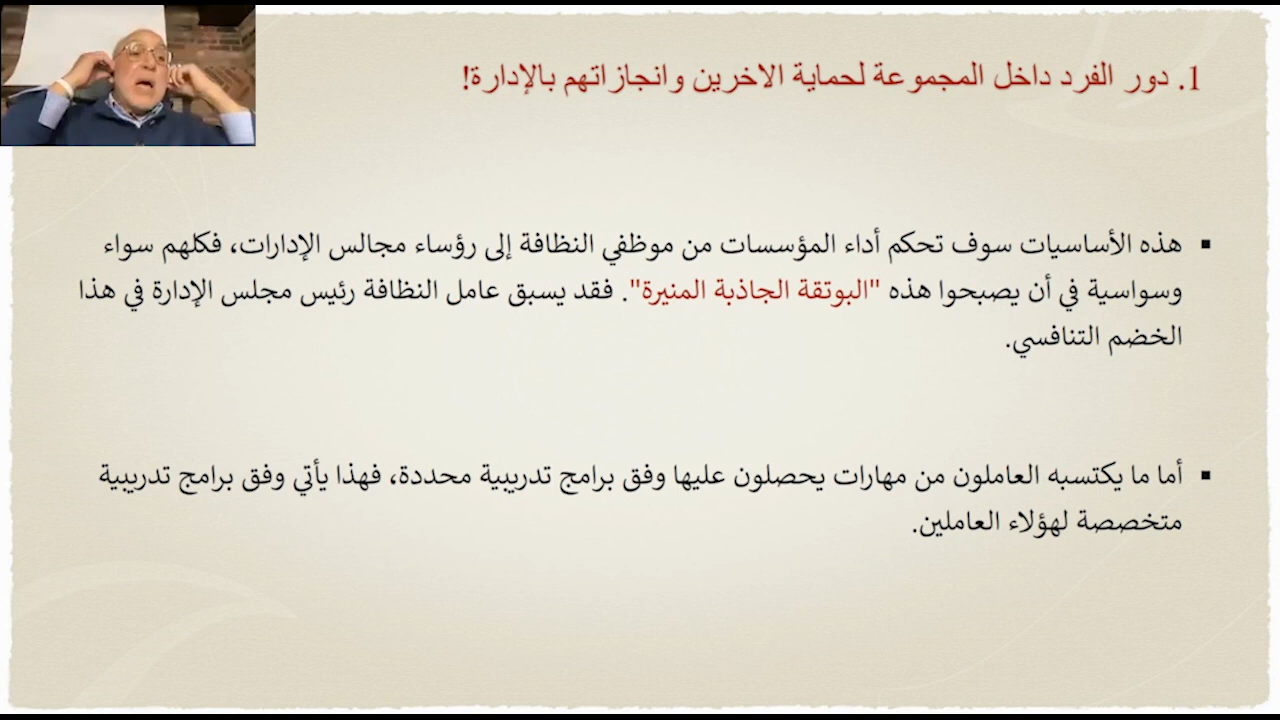 1. دور الفرد داخل المجموعة لحماية الاخرين وانجازاتهم بالإدارة!
▪ هذه الأساسيات سوف تحكم أداء المؤسسات من موظفي النظافة إلى رؤساء مجالس الإدارات، فكلهم سواء
وسواسية في أن يصبحوا هذه "البوتقة الجاذبة المنيرة". فقد يسبق عامل النظافة رئيس مجلس الإدارة في هذا
الخضم التنافسي.
▪ أما ما يكتسبه العاملون من مهارات يحصلون عليها وفق برامج تدريبية محددة، فهذا يأتي وفق برامج تدريبية
متخصصة لهؤلاء العاملين.